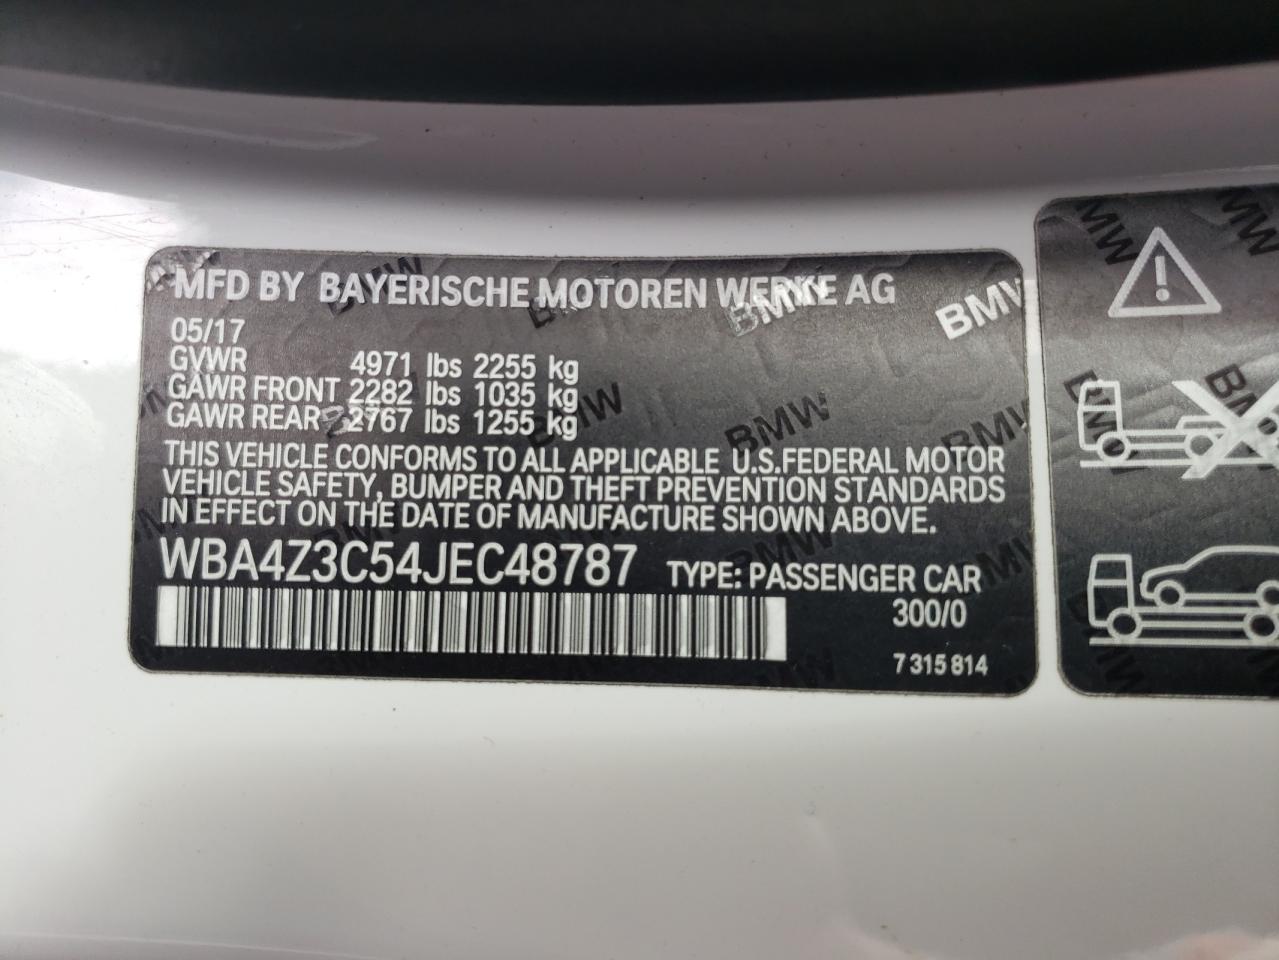 MFD BY BAYERISCHE MOTOREN WERKE AG
05/17
GVWR 4971 lbs 2255 kg
GAWR FRONT 2282 lbs 1035 kg
GAWR REAR 2767 lbs 1255 kg
THIS VEHICLE CONFORMS TO ALL APPLICABLE U.S.FEDERAL MOTOR
VEHICLE SAFETY, BUMPER AND THEFT PREVENTION STANDARDS
IN EFFECT ON THE DATE OF MANUFACTURE SHOWN ABOVE.
WBA4Z3C54JEC48787 TYPE: PASSENGER CAR
300/0
7 315 814
BMW
BMW
BMW
BMW